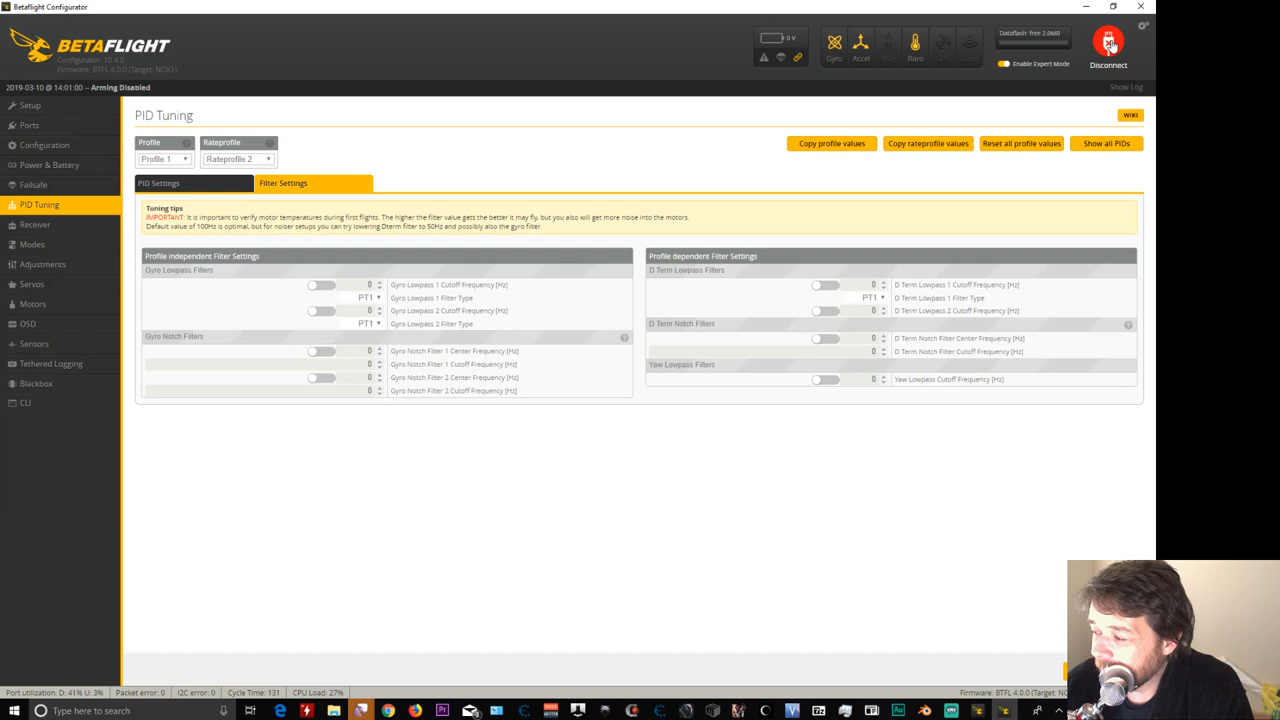 Betaflight Configurator
BETAFLIGHT
Configurator: 10.4.0
Firmware: BTFL 4.0.0 (Target: NOX1)
0 V
Gyro
Accel
Baro
Dataflash: free 2.0MB
Enable Expert Mode
Disconnect
2019-03-10 @ 14:01:00 -- Arming Disabled
Show Log
Setup
Ports
Configuration
Power & Battery
Failsafe
PID Tuning
Receiver
Modes
Adjustments
Servos
Motors
OSD
Sensors
Tethered Logging
Blackbox
CLI
PID Tuning
WIKI
Profile
Rateprofile
Profile 1
Rateprofile 2
Copy profile values
Copy rateprofile values
Reset all profile values
Show all PIDs
PID Settings
Filter Settings
Tuning tips
IMPORTANT: It is important to verify motor temperatures during first flights. The higher the filter value gets the better it may fly, but you also will get more noise into the motors.
Default value of 100Hz is optimal, but for noiser setups you can try lowering Dterm filter to 50Hz and possibly also the gyro filter.
Profile independent Filter Settings
Gyro Lowpass Filters
0 Gyro Lowpass 1 Cutoff Frequency [Hz]
PT1 Gyro Lowpass 1 Filter Type
0 Gyro Lowpass 2 Cutoff Frequency [Hz]
PT1 Gyro Lowpass 2 Filter Type
Gyro Notch Filters
0 Gyro Notch Filter 1 Center Frequency [Hz]
0 Gyro Notch Filter 1 Cutoff Frequency [Hz]
0 Gyro Notch Filter 2 Center Frequency [Hz]
0 Gyro Notch Filter 2 Cutoff Frequency [Hz]
Profile dependent Filter Settings
D Term Lowpass Filters
0 D Term Lowpass 1 Cutoff Frequency [Hz]
PT1 D Term Lowpass 1 Filter Type
0 D Term Lowpass 2 Cutoff Frequency [Hz]
D Term Notch Filters
0 D Term Notch Filter Center Frequency [Hz]
0 D Term Notch Filter Cutoff Frequency [Hz]
Yaw Lowpass Filters
0 Yaw Lowpass Cutoff Frequency [Hz]
Port utilization: D: 41% U: 3%
Packet error: 0
I2C error: 0
Cycle Time: 131
CPU Load: 27%
Firmware: BTFL 4.0.0 (Target: NO
Type here to search